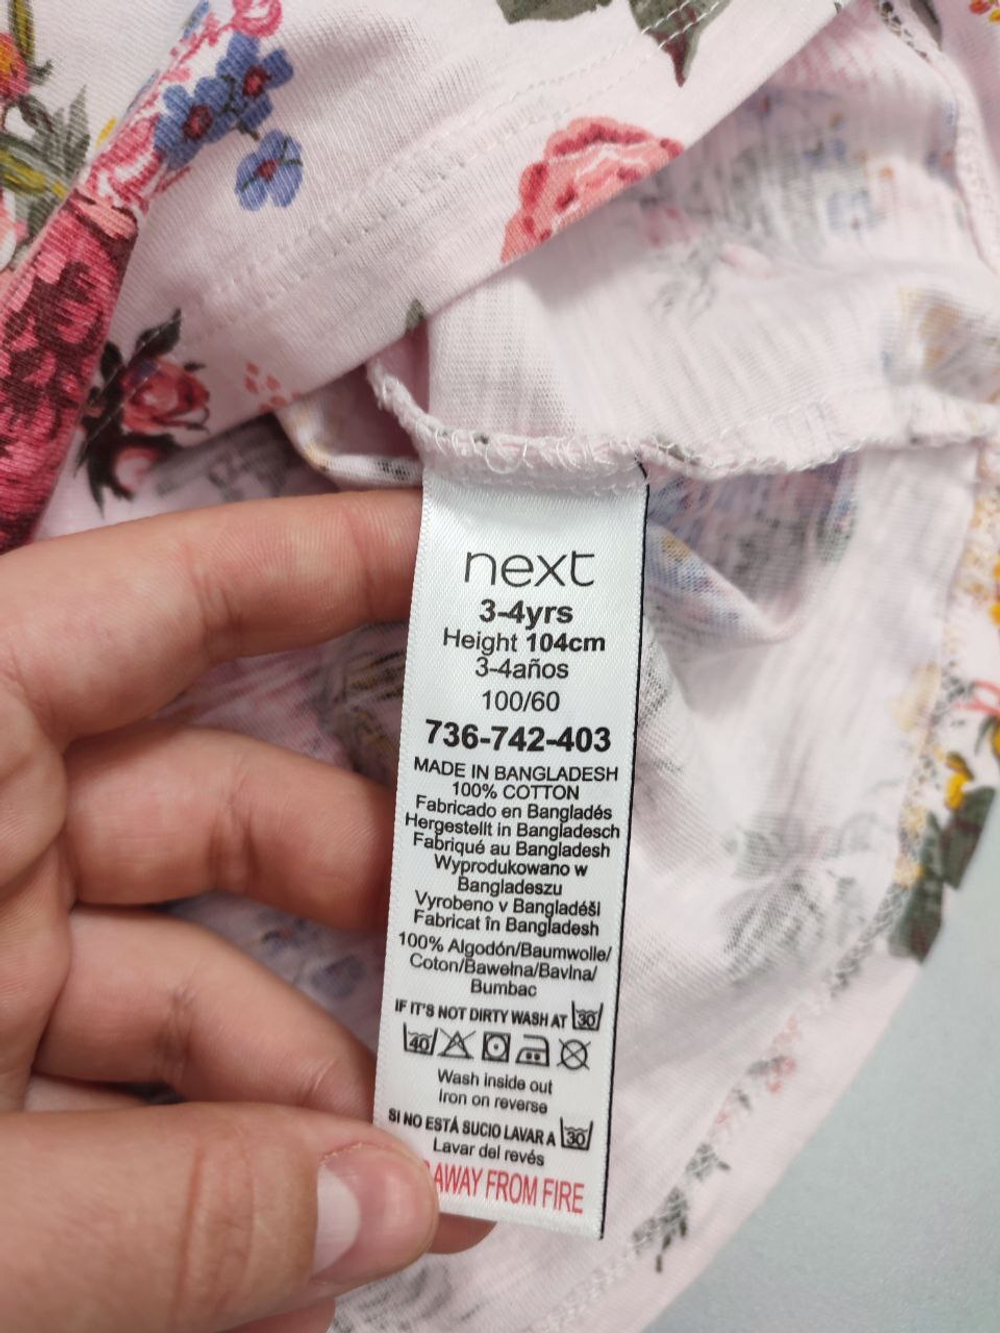 next
3-4yrs
Height 104cm
3-4años
100/60
736-742-403
MADE IN BANGLADESH
100% COTTON
Fabricado en Bangladés
Hergestellt in Bangladesch
Fabriqué au Bangladesh
Wyprodukowano w
Bangladeszu
Vyrobeno v Bangladéši
Fabricat în Bangladesh
100% Algodón/Baumwolle/
Coton/Bawełna/Bavlna/
Bumbac
IF IT'S NOT DIRTY WASH AT 30
40
Wash inside out
Iron on reverse
SI NO ESTÁ SUCIO LAVAR A 30
Lavar del revés
AWAY FROM FIRE